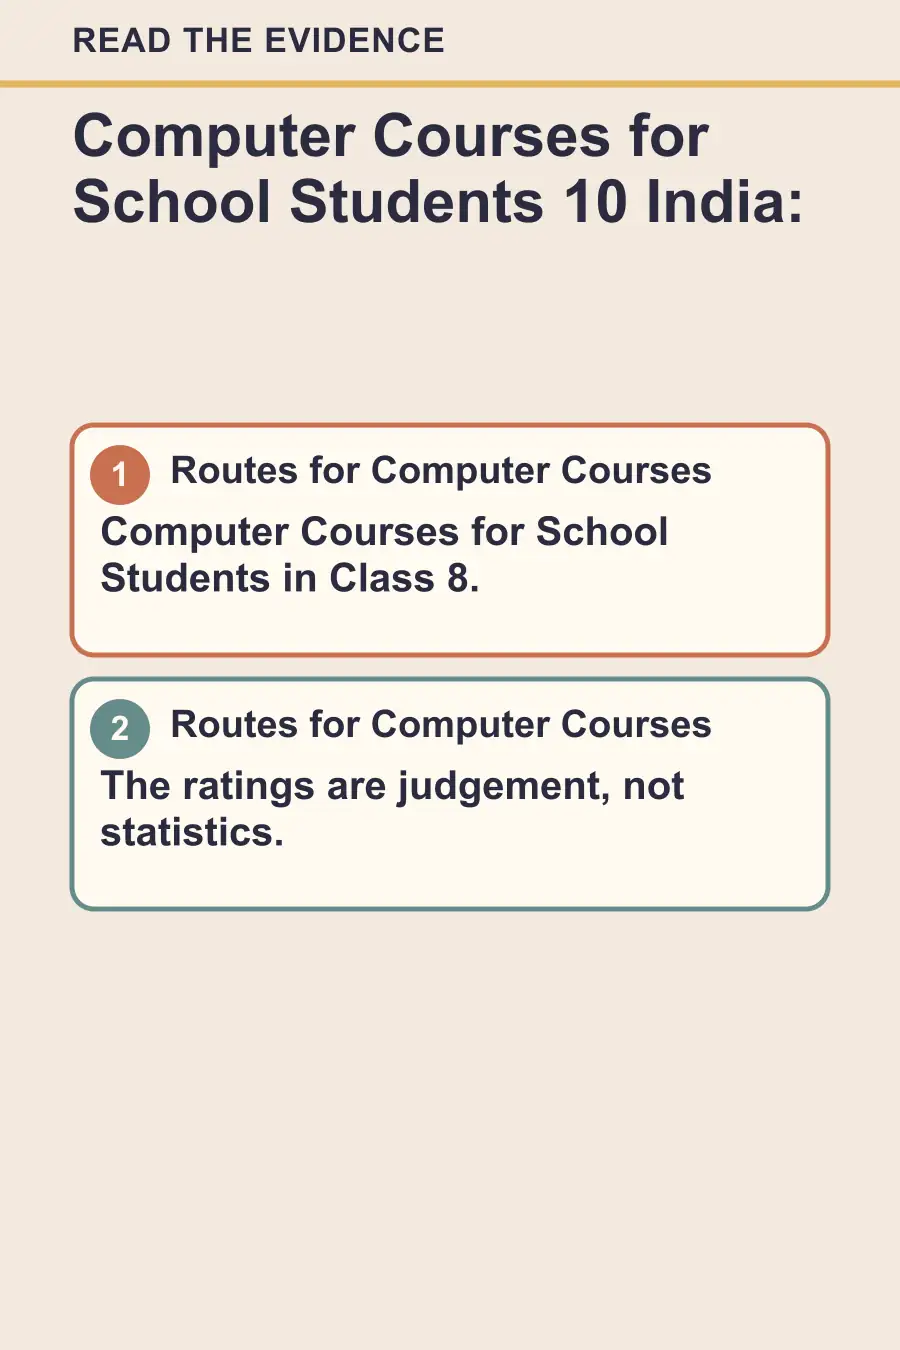 READ THE EVIDENCE
Computer Courses for
School Students 10 India:
1 Routes for Computer Courses
Computer Courses for School
Students in Class 8.
2 Routes for Computer Courses
The ratings are judgement, not
statistics.